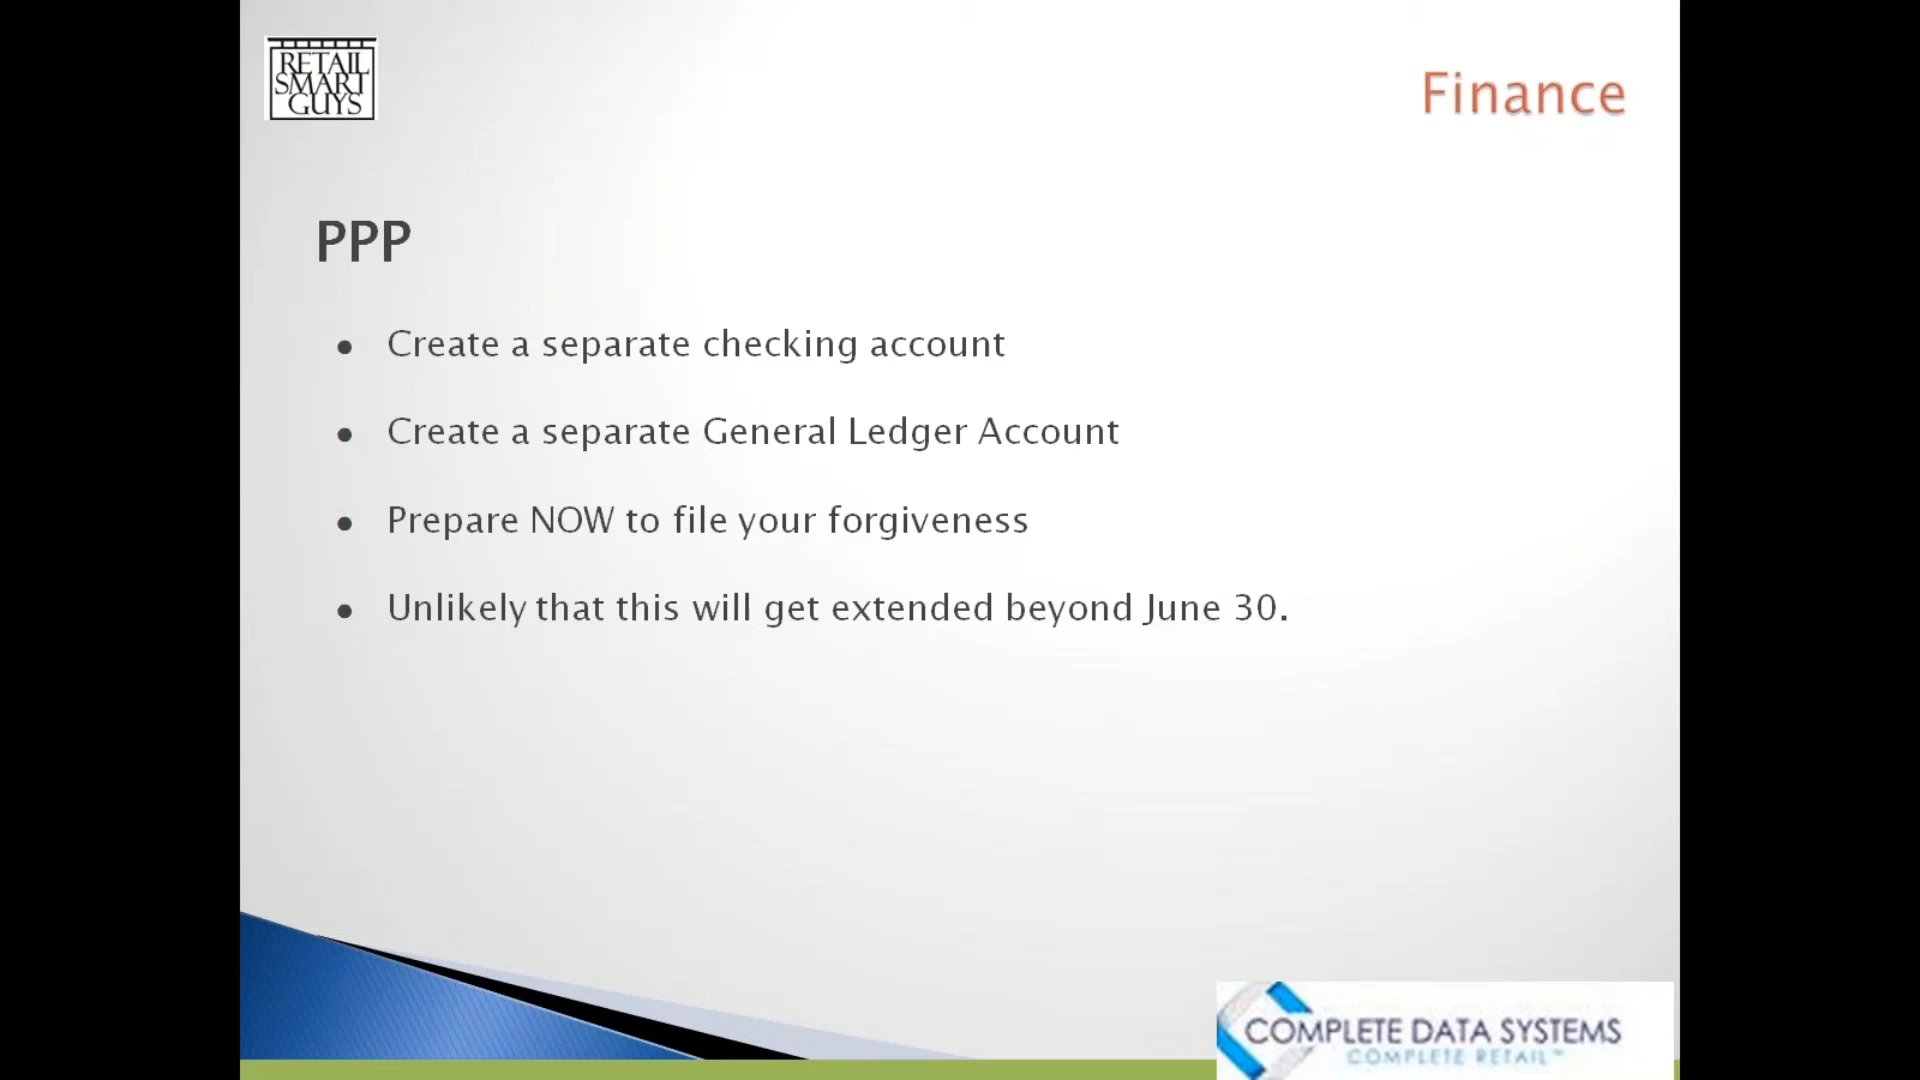 RETAIL
SMART
GUYS
Finance
PPP
• Create a separate checking account
• Create a separate General Ledger Account
• Prepare NOW to file your forgiveness
• Unlikely that this will get extended beyond June 30.
COMPLETE DATA SYSTEMS
COMPLETE RETAIL™